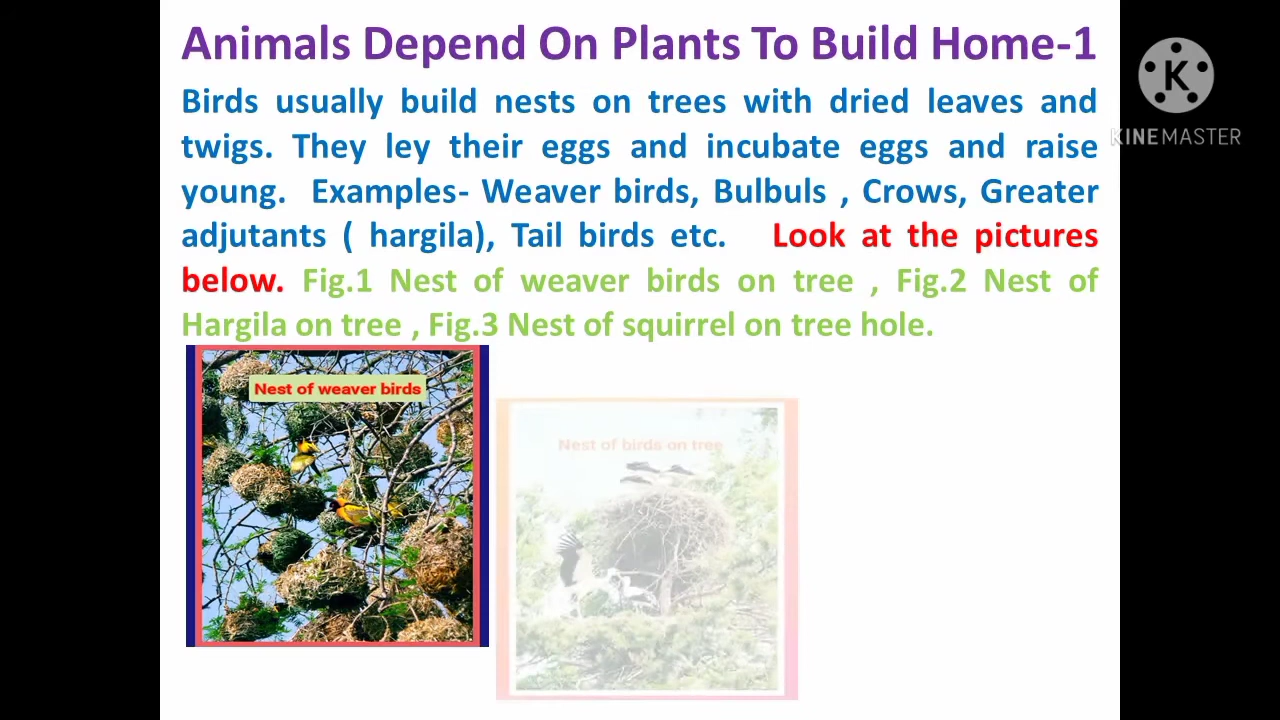 Animals Depend On Plants To Build Home-1
Birds usually build nests on trees with dried leaves and
twigs. They ley their eggs and incubate eggs and raise
young. Examples- Weaver birds, Bulbuls , Crows, Greater
adjutants ( hargila), Tail birds etc. Look at the pictures
below. Fig.1 Nest of weaver birds on tree , Fig.2 Nest of
Hargila on tree , Fig.3 Nest of squirrel on tree hole.
Nest of weaver birds
Nest of birds on tree
K
KINEMASTER